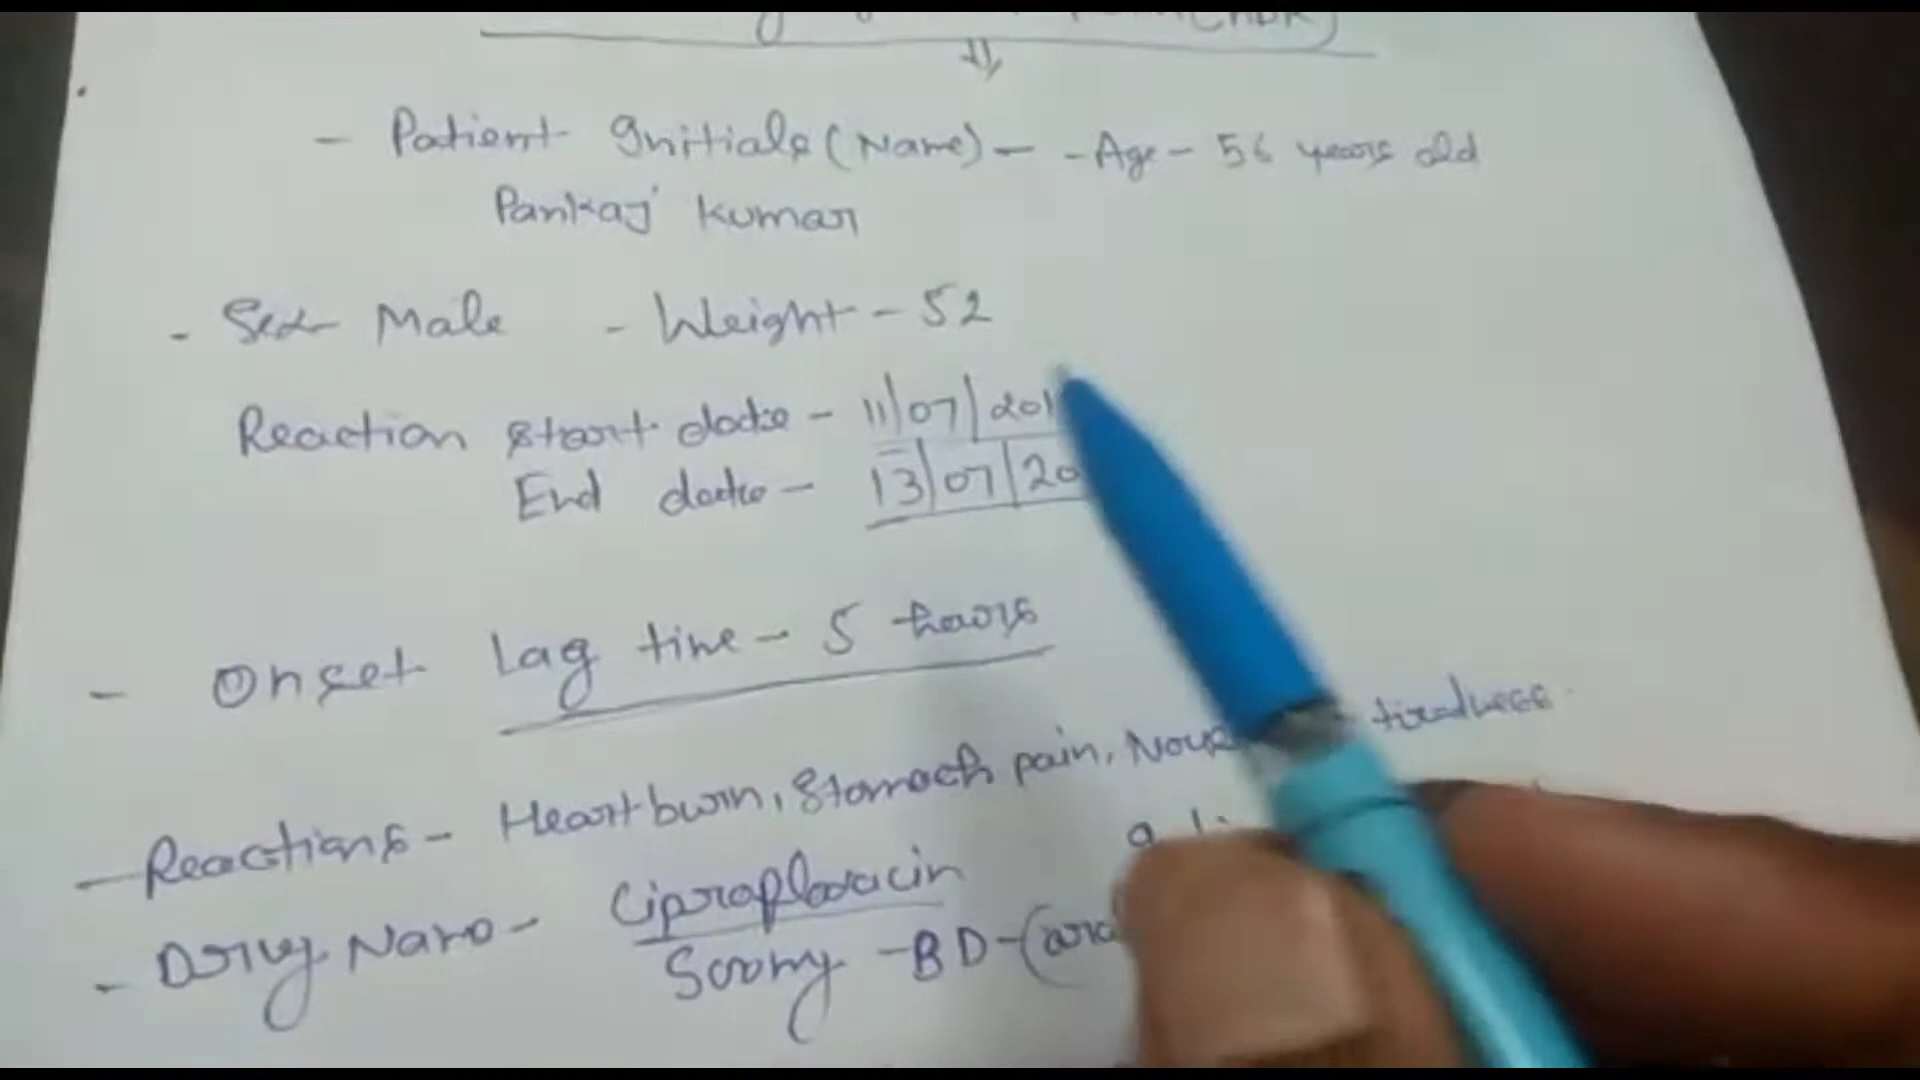 - Patient Initials (Name) - - Age - 56 years old
Pankaj Kumar
- Sex Male - Weight - 52
Reaction start date - 11/07/201
End date - 13/07/20
- Onset Lag time - 5 hours
- Reactions - Heartburn, Stomach pain, tiredness.
- Drug Name - Ciprofloxacin
500mg - BD - (